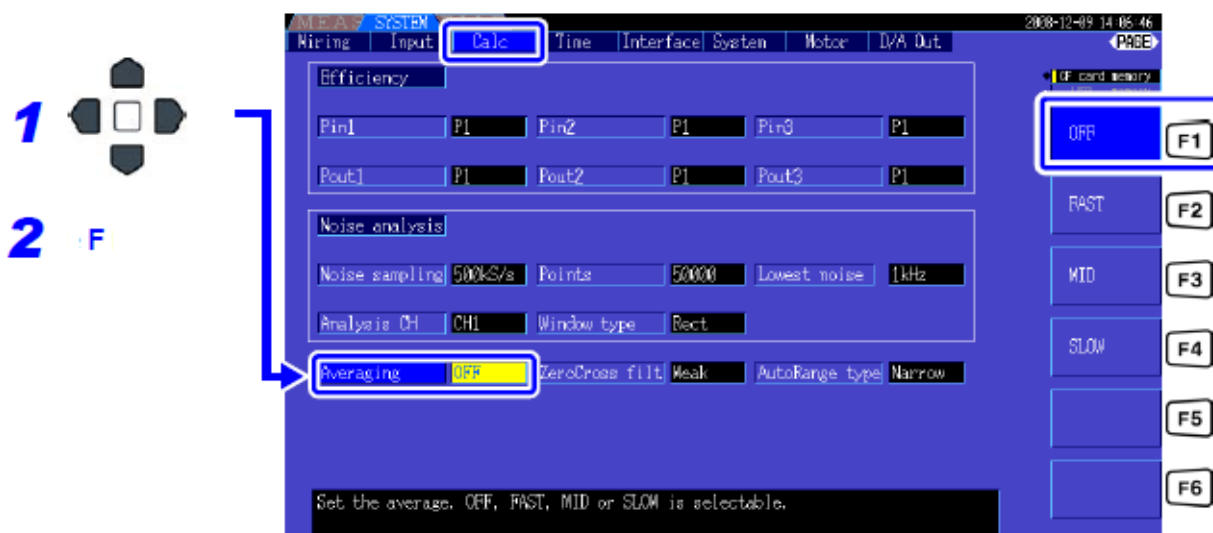 MEAS SYSTEM 2008-12-09 14:06:46
Wiring Input Calc Time Interface System Motor D/A Out PAGE
Efficiency
CF card memory
1
Pin1 P1 Pin2 P1 Pin3 P1
OFF F1
Pout1 P1 Pout2 P1 Pout3 P1
FAST F2
2 F
Noise analysis
Noise sampling 500kS/s Points 50000 Lowest noise 1kHz
MID F3
Analysis CH CH1 Window type Rect
SLOW F4
Averaging OFF ZeroCross filt Weak AutoRange type Narrow
F5
F6
Set the average. OFF, FAST, MID or SLOW is selectable.